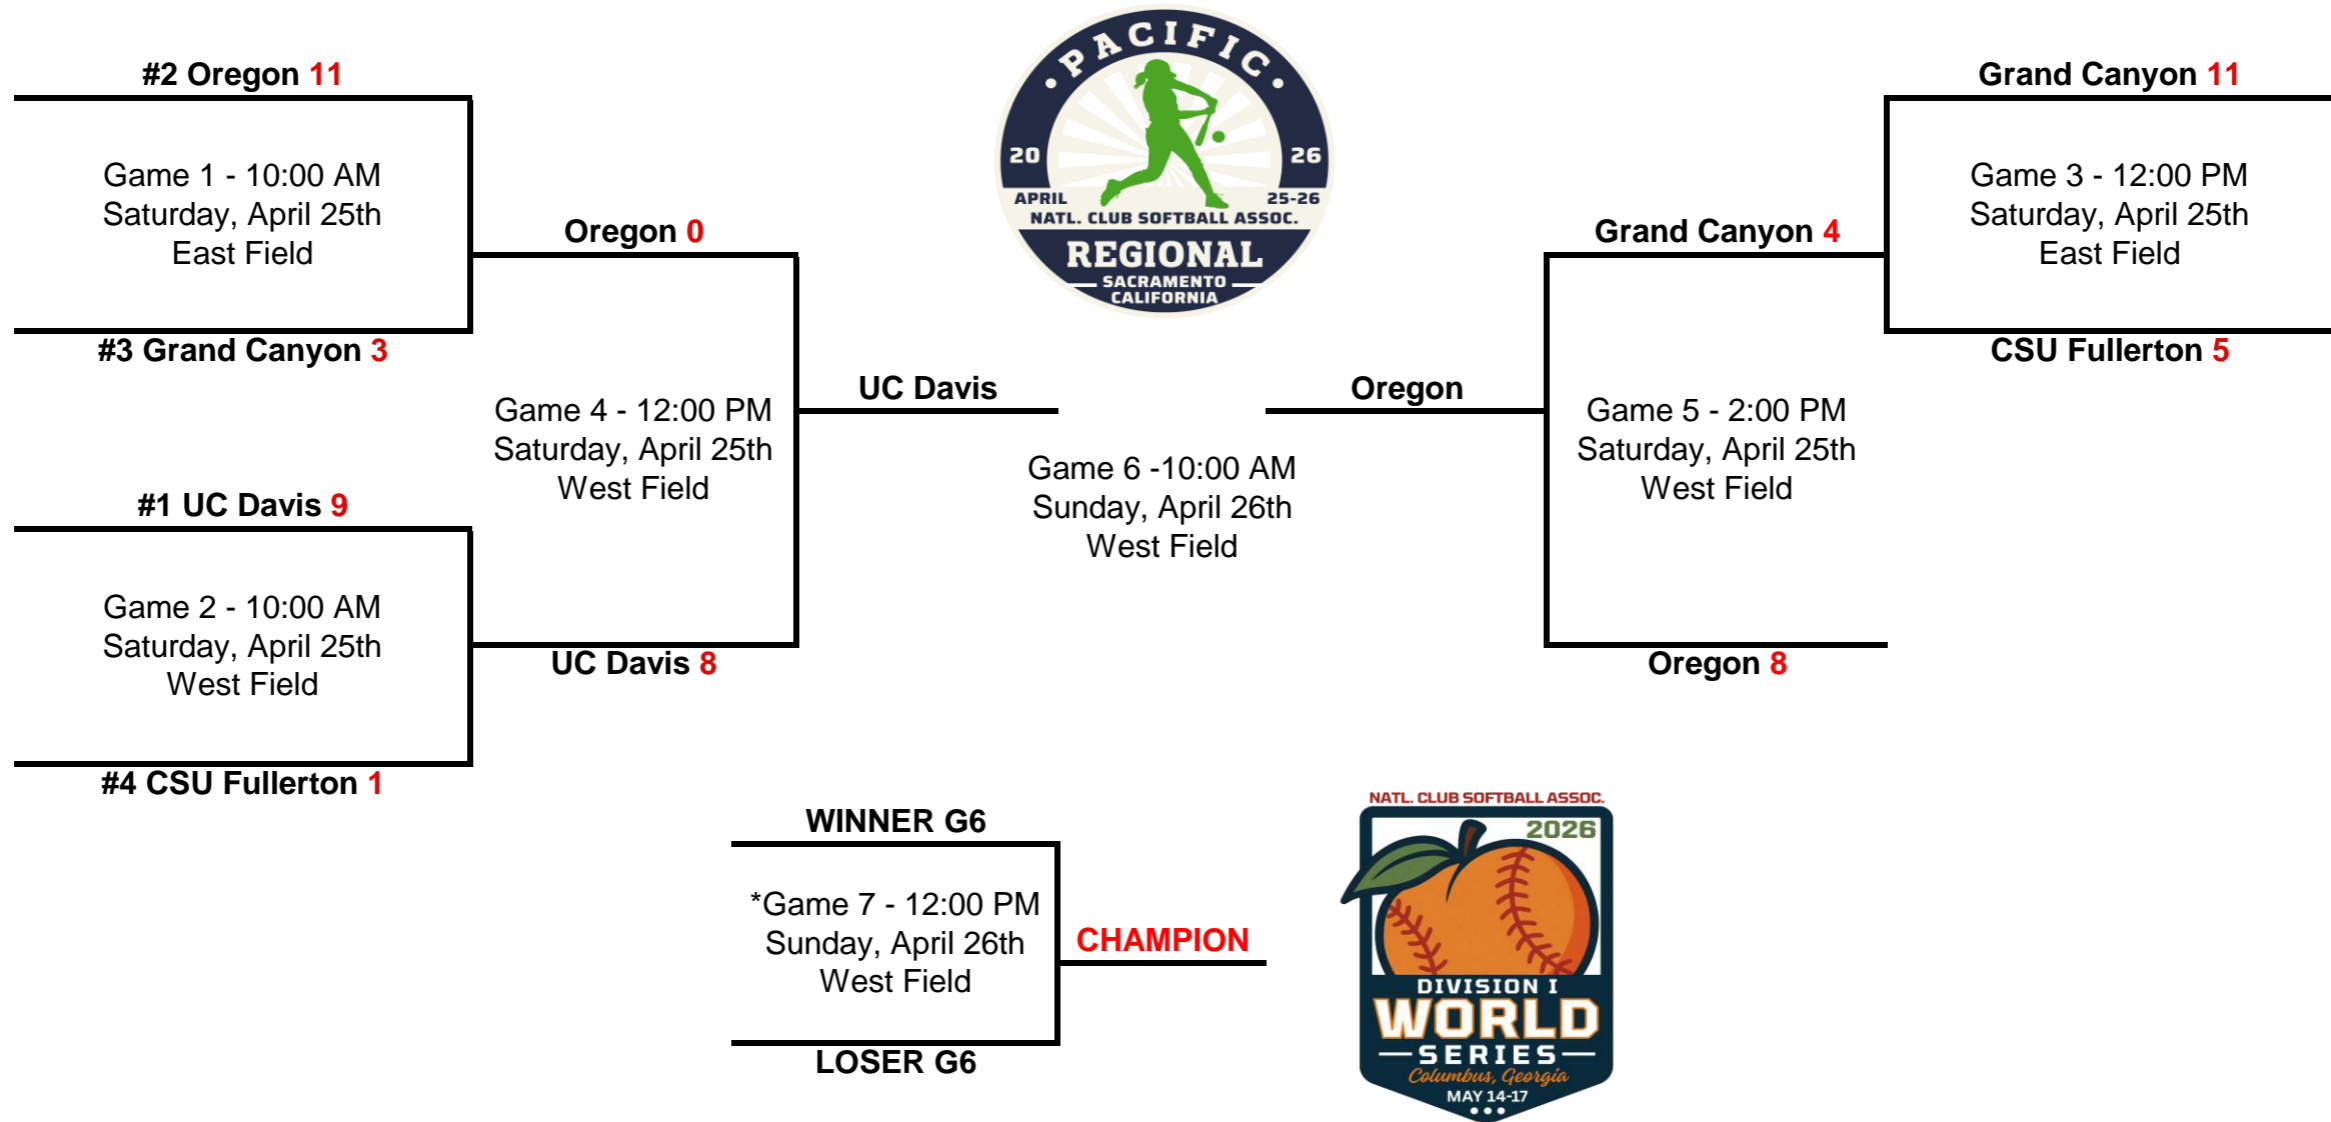 #2 Oregon 11
Game 1 - 10:00 AM
Saturday, April 25th
East Field
#3 Grand Canyon 3
Oregon 0
Game 4 - 12:00 PM
Saturday, April 25th
West Field
#1 UC Davis 9
Game 2 - 10:00 AM
Saturday, April 25th
West Field
#4 CSU Fullerton 1
UC Davis 8
UC Davis
PACIFIC
20 26
APRIL 25-26
NATL. CLUB SOFTBALL ASSOC.
REGIONAL
SACRAMENTO
CALIFORNIA
Game 6 -10:00 AM
Sunday, April 26th
West Field
Oregon
Grand Canyon 4
Game 5 - 2:00 PM
Saturday, April 25th
West Field
Oregon 8
Grand Canyon 11
Game 3 - 12:00 PM
Saturday, April 25th
East Field
CSU Fullerton 5
WINNER G6
*Game 7 - 12:00 PM
Sunday, April 26th
West Field
LOSER G6
CHAMPION
NATL. CLUB SOFTBALL ASSOC.
2026
DIVISION I
WORLD
SERIES
Columbus, Georgia
MAY 14-17